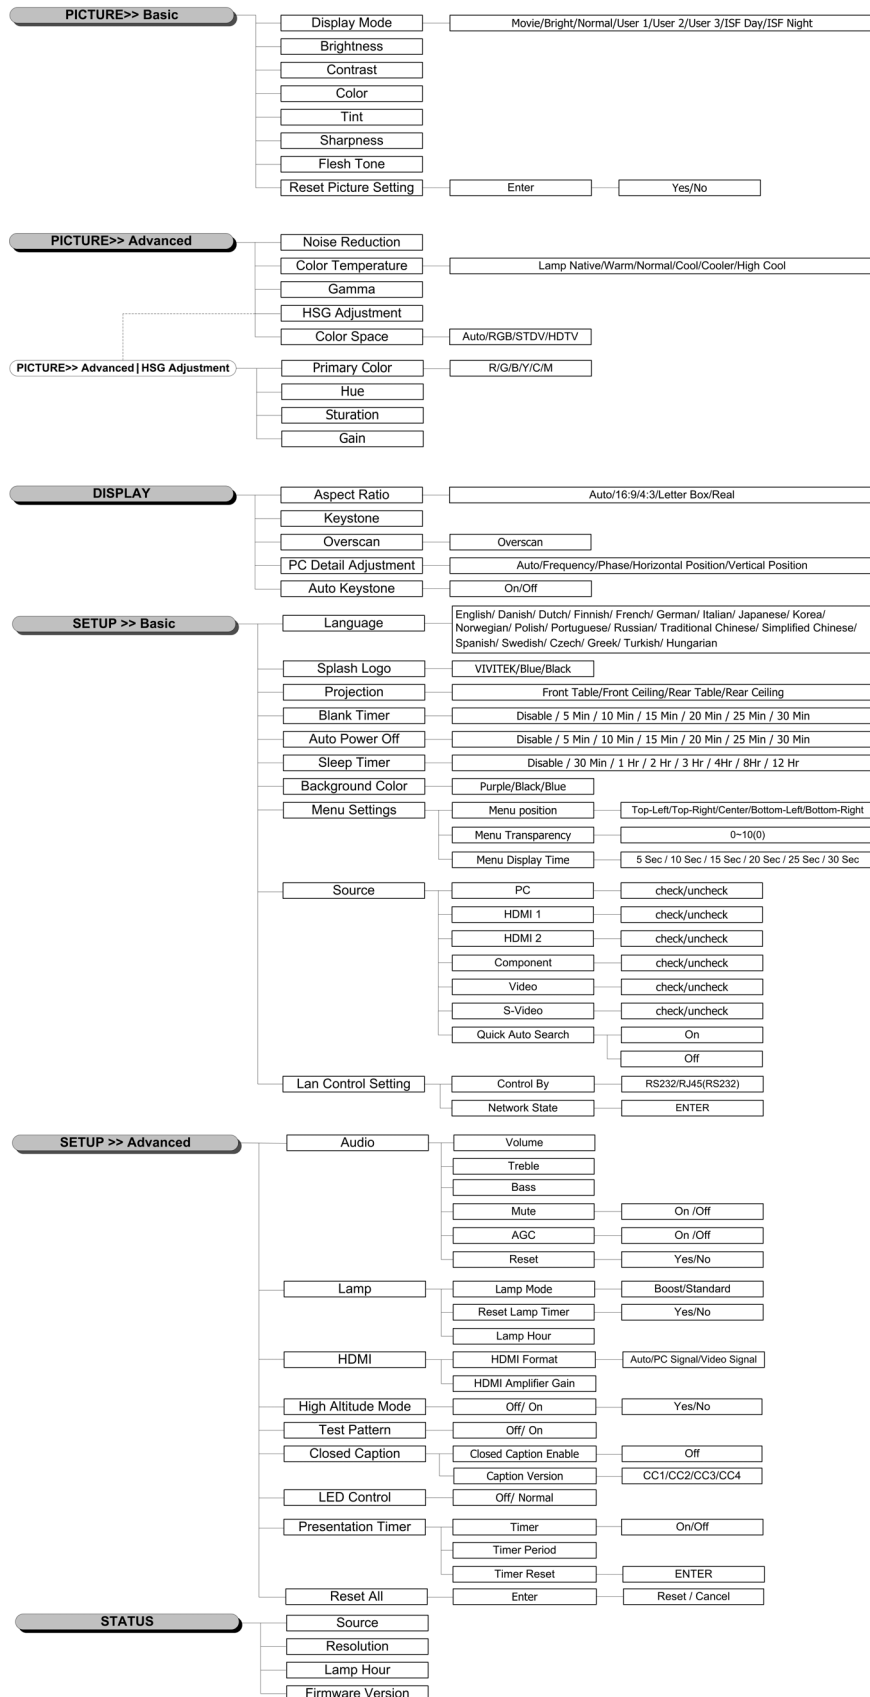 PICTURE>> Basic
Display Mode
Movie/Bright/Normal/User 1/User 2/User 3/ISF Day/ISF Night
Brightness
Contrast
Color
Tint
Sharpness
Flesh Tone
Reset Picture Setting
Enter
Yes/No
PICTURE>> Advanced
Noise Reduction
Color Temperature
Lamp Native/Warm/Normal/Cool/Cooler/High Cool
Gamma
HSG Adjustment
Color Space
Auto/RGB/STDV/HDTV
PICTURE>> Advanced | HSG Adjustment
Primary Color
R/G/B/Y/C/M
Hue
Sturation
Gain
DISPLAY
Aspect Ratio
Auto/16:9/4:3/Letter Box/Real
Keystone
Overscan
Overscan
PC Detail Adjustment
Auto/Frequency/Phase/Horizontal Position/Vertical Position
Auto Keystone
On/Off
SETUP >> Basic
Language
English/ Danish/ Dutch/ Finnish/ French/ German/ Italian/ Japanese/ Korea/
Norwegian/ Polish/ Portuguese/ Russian/ Traditional Chinese/ Simplified Chinese/
Spanish/ Swedish/ Czech/ Greek/ Turkish/ Hungarian
Splash Logo
VIVITEK/Blue/Black
Projection
Front Table/Front Ceiling/Rear Table/Rear Ceiling
Blank Timer
Disable / 5 Min / 10 Min / 15 Min / 20 Min / 25 Min / 30 Min
Auto Power Off
Disable / 5 Min / 10 Min / 15 Min / 20 Min / 25 Min / 30 Min
Sleep Timer
Disable / 30 Min / 1 Hr / 2 Hr / 3 Hr / 4Hr / 8Hr / 12 Hr
Background Color
Purple/Black/Blue
Menu Settings
Menu position
Top-Left/Top-Right/Center/Bottom-Left/Bottom-Right
Menu Transparency
0~10(0)
Menu Display Time
5 Sec / 10 Sec / 15 Sec / 20 Sec / 25 Sec / 30 Sec
Source
PC
check/uncheck
HDMI 1
check/uncheck
HDMI 2
check/uncheck
Component
check/uncheck
Video
check/uncheck
S-Video
check/uncheck
Quick Auto Search
On
Off
Lan Control Setting
Control By
RS232/RJ45(RS232)
Network State
ENTER
SETUP >> Advanced
Audio
Volume
Treble
Bass
Mute
On /Off
AGC
On /Off
Reset
Yes/No
Lamp
Lamp Mode
Boost/Standard
Reset Lamp Timer
Yes/No
Lamp Hour
HDMI
HDMI Format
Auto/PC Signal/Video Signal
HDMI Amplifier Gain
High Altitude Mode
Off/ On
Yes/No
Test Pattern
Off/ On
Closed Caption
Closed Caption Enable
Off
Caption Version
CC1/CC2/CC3/CC4
LED Control
Off/ Normal
Presentation Timer
Timer
On/Off
Timer Period
Timer Reset
ENTER
Reset All
Enter
Reset / Cancel
STATUS
Source
Resolution
Lamp Hour
Firmware Version